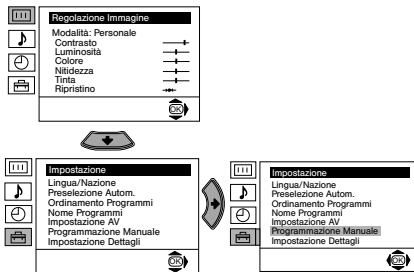 Regolazione Immagine
Modalità: Personale
Contrasto
Luminosità
Colore
Nitidezza
Tinta
Ripristino
OK
Impostazione
Lingua/Nazione
Preselezione Autom.
Ordinamento Programmi
Nome Programmi
Impostazione AV
Programmazione Manuale
Impostazione Dettagli
OK
Impostazione
Lingua/Nazione
Preselezione Autom.
Ordinamento Programmi
Nome Programmi
Impostazione AV
Programmazione Manuale
Impostazione Dettagli
OK